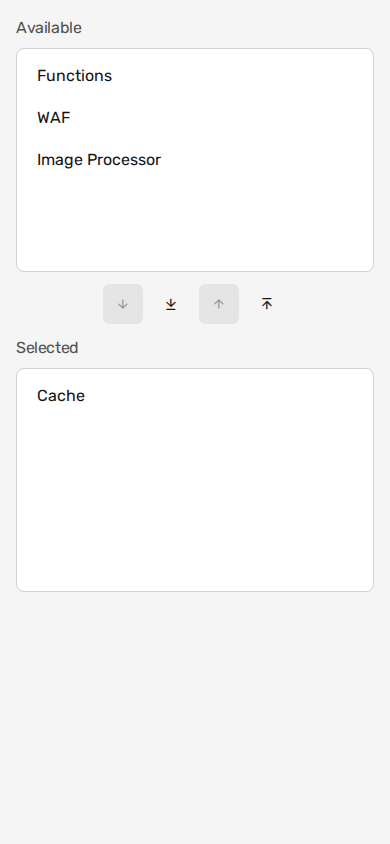 Available
Functions
WAF
Image Processor
Selected
Cache